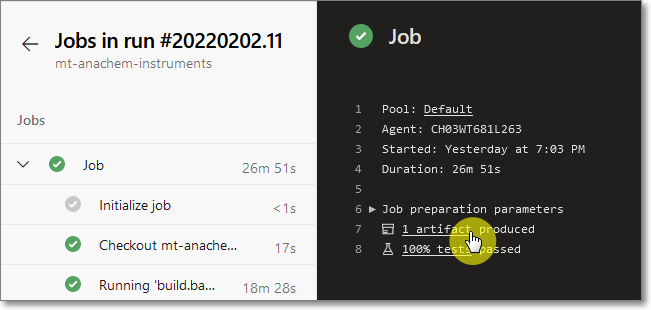 Jobs in run #20220202.11
mt-anachem-instruments
Jobs
Job 26m 51s
Initialize job <1s
Checkout mt-anachem... 17s
Running 'build.ba... 18m 28s
Job
1 Pool: Default
2 Agent: CH03WT681L263
3 Started: Yesterday at 7:03 PM
4 Duration: 26m 51s
5
6 Job preparation parameters
7 1 artifact produced
8 100% tests passed